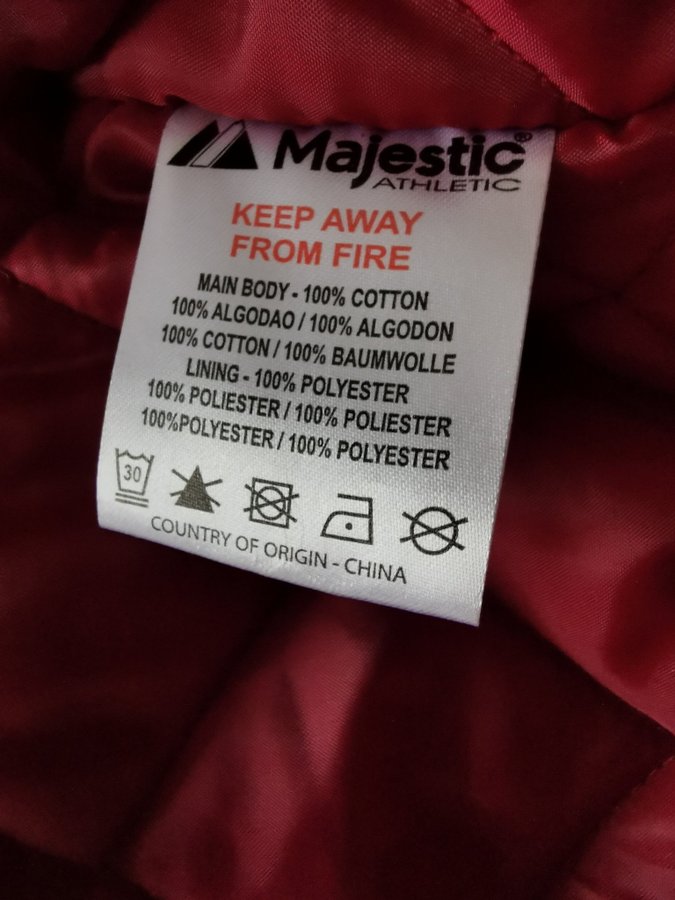 Majestic®
ATHLETIC
KEEP AWAY
FROM FIRE
MAIN BODY - 100% COTTON
100% ALGODAO / 100% ALGODON
100% COTTON / 100% BAUMWOLLE
LINING - 100% POLYESTER
100% POLIESTER / 100% POLIESTER
100%POLYESTER / 100% POLYESTER
30
COUNTRY OF ORIGIN - CHINA